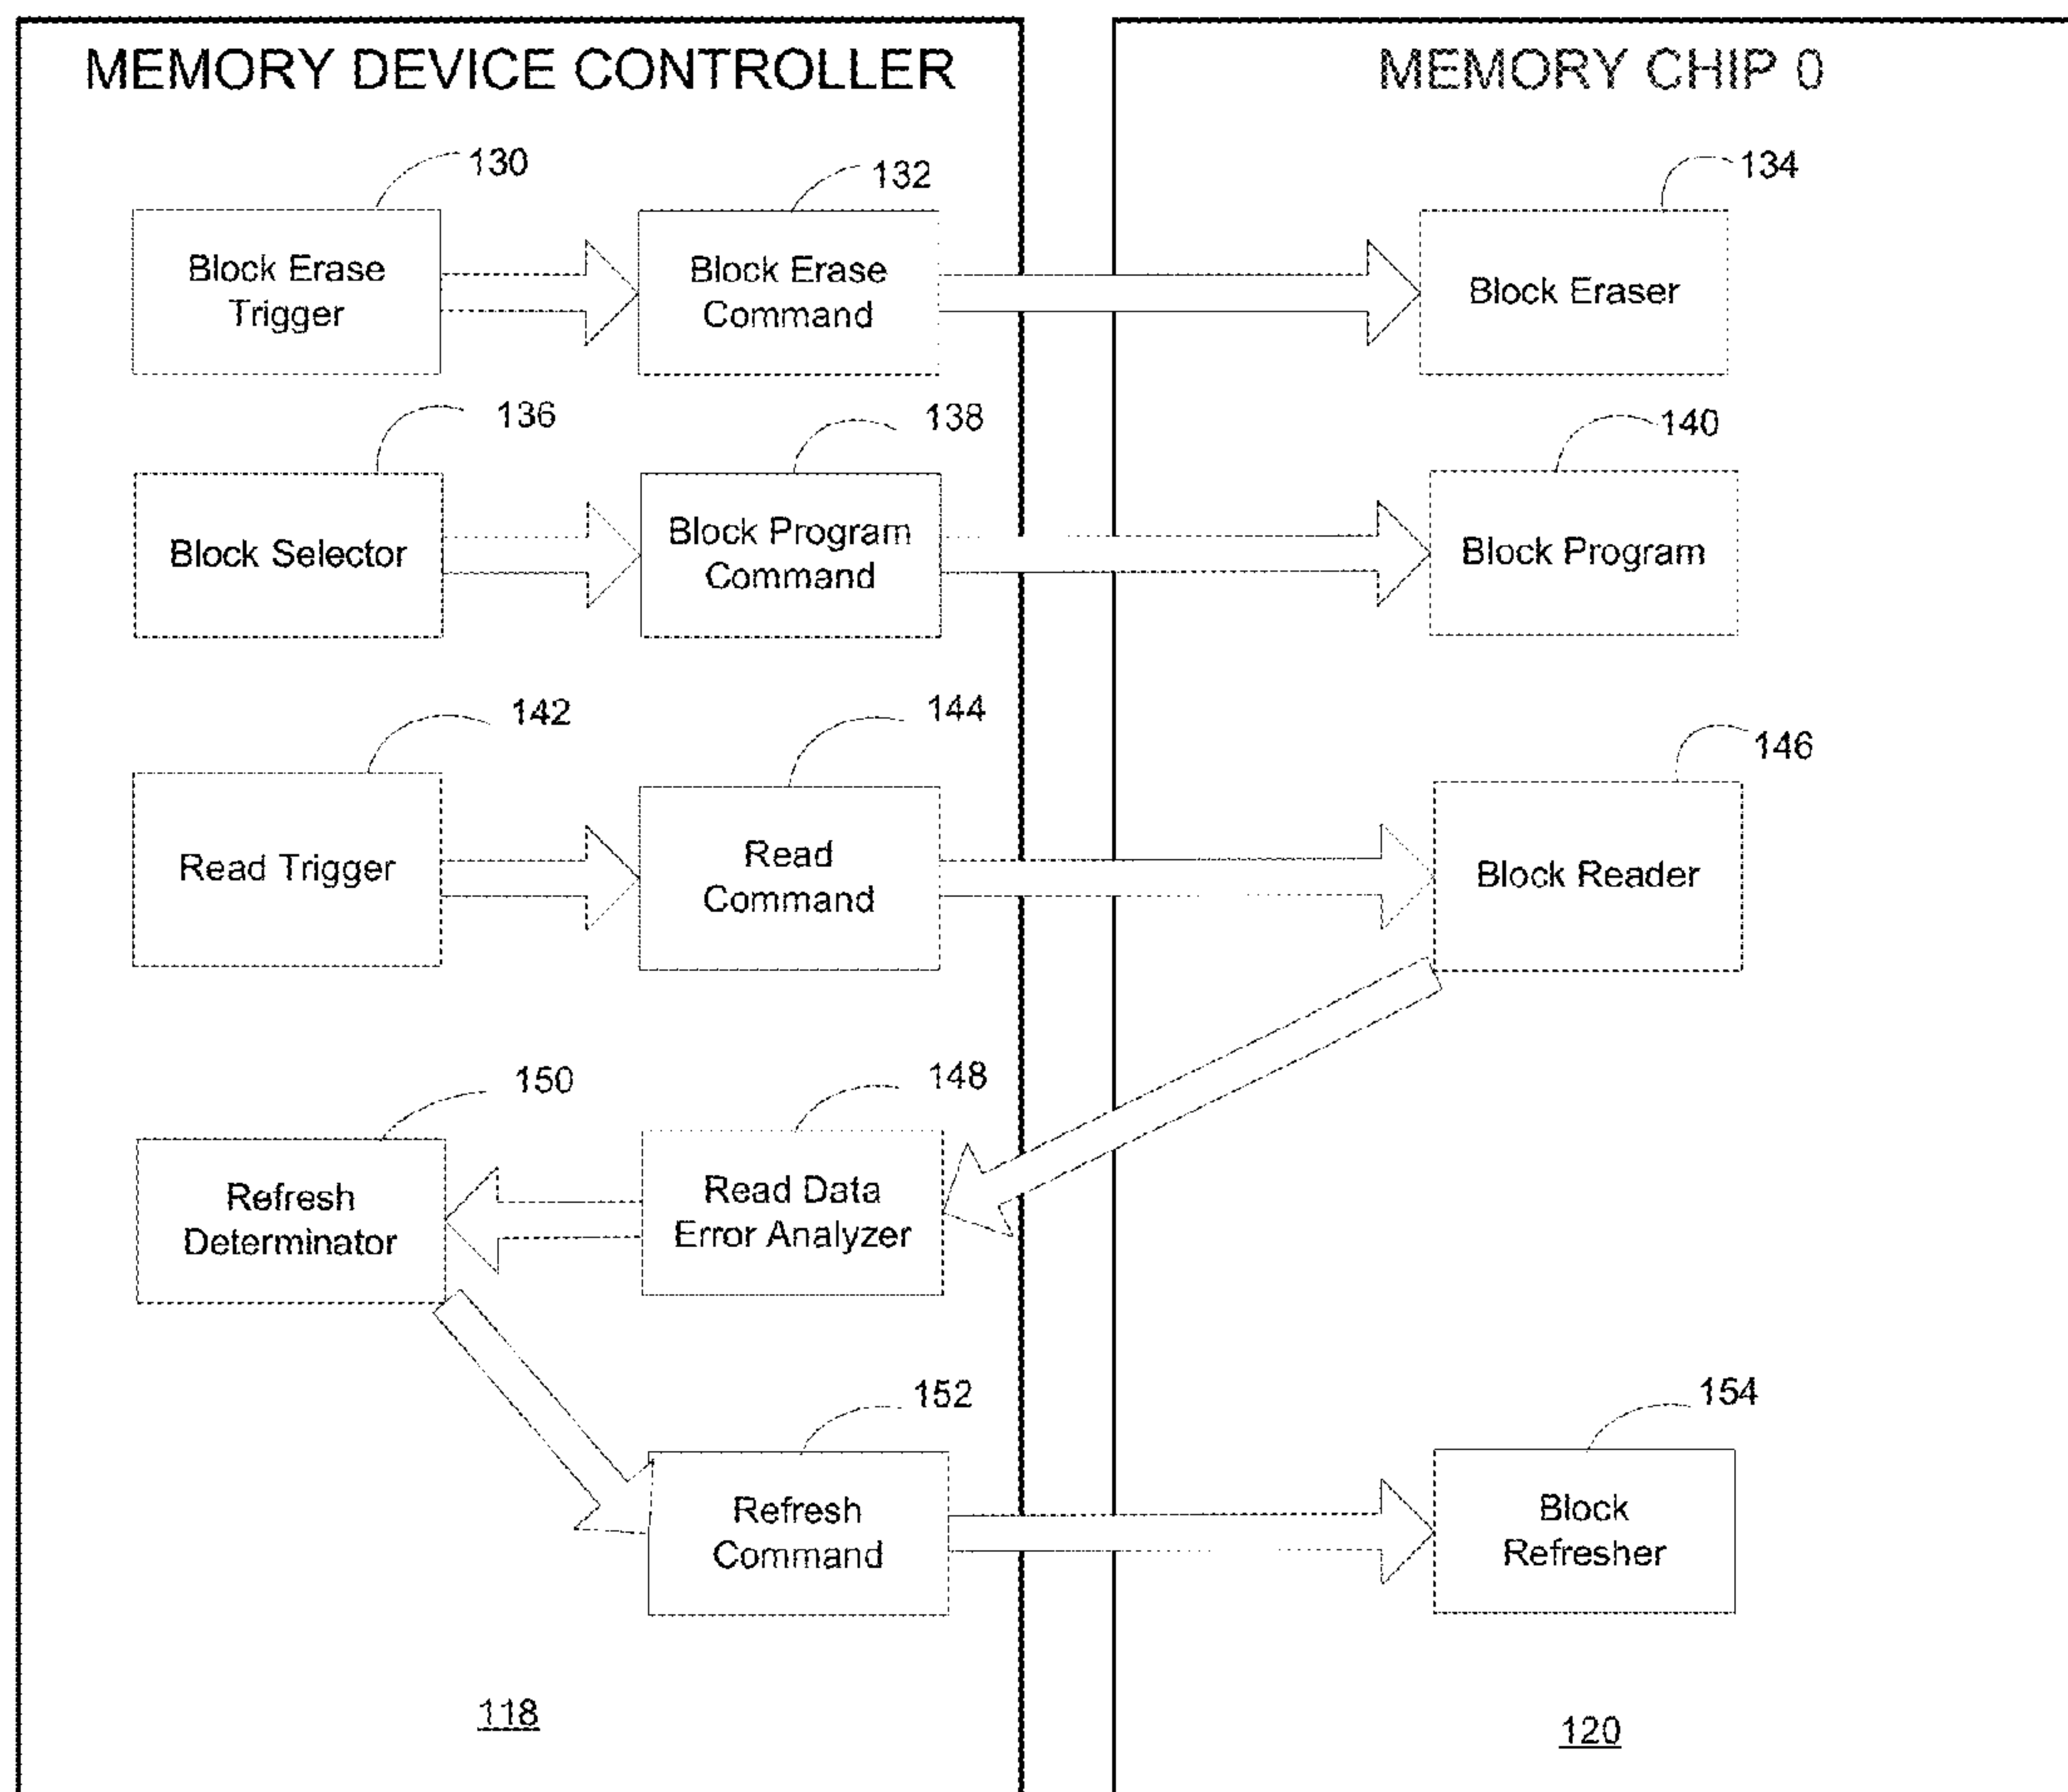 MEMORY DEVICE CONTROLLER
MEMORY CHIP 0
130
132
134
Block Erase
Trigger
Block Erase
Command
Block Eraser
136
138
140
Block Selector
Block Program
Command
Block Program
142
144
146
Read Trigger
Read
Command
Block Reader
150
148
Refresh
Determinator
Read Data
Error Analyzer
152
154
Refresh
Command
Block
Refresher
118
120